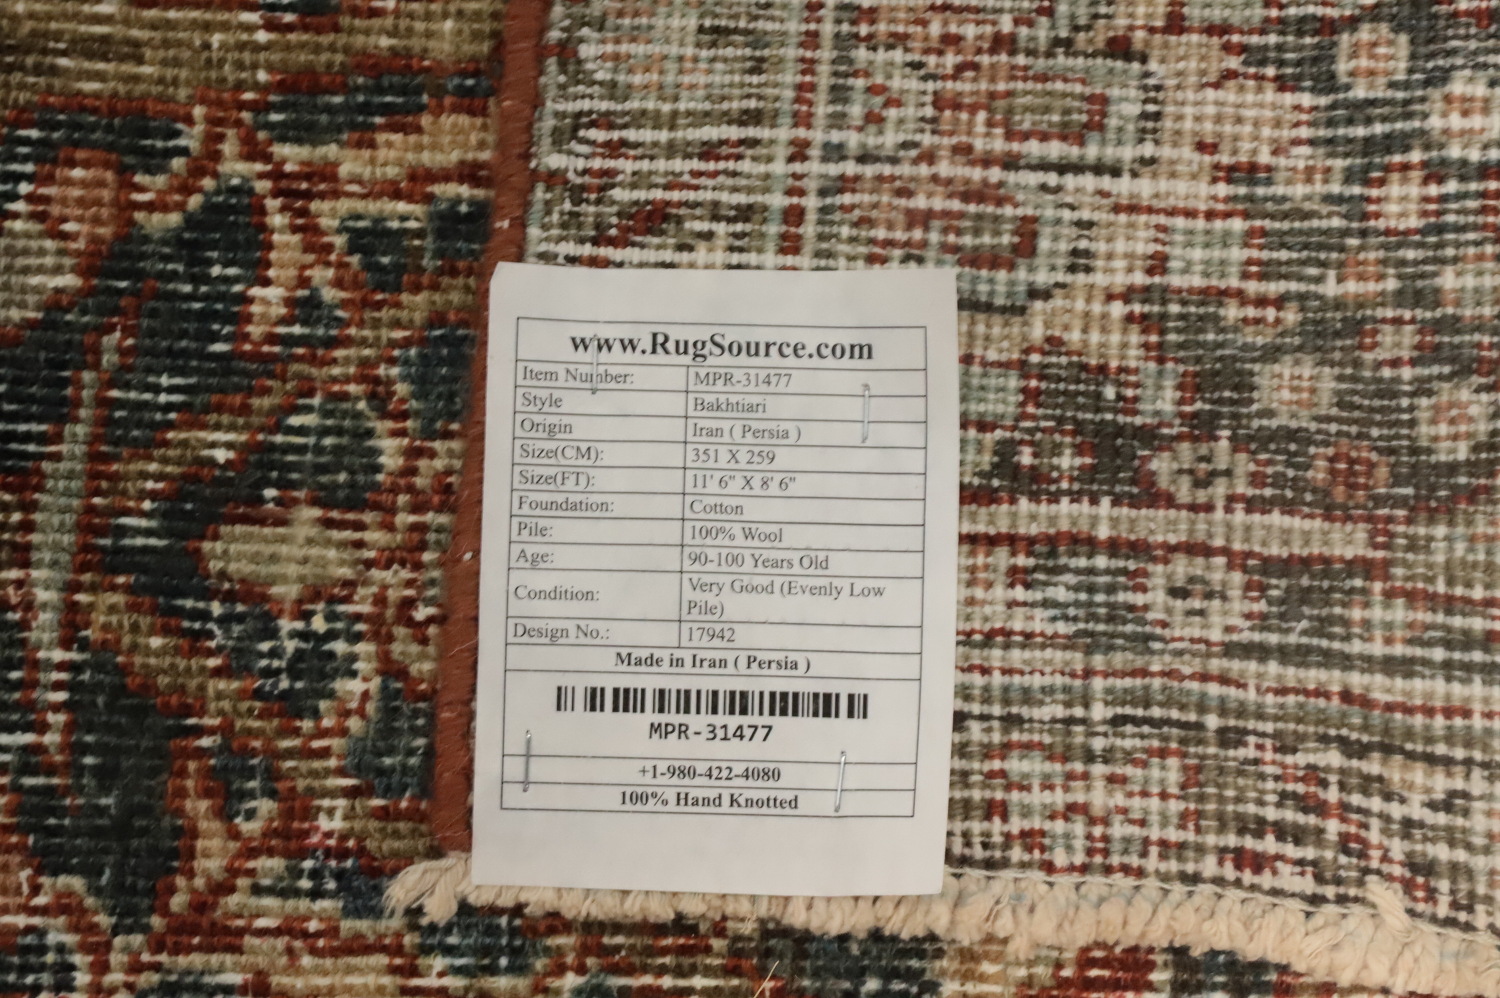 www.RugSource.com
Item Number: MPR-31477
Style Bakhtiari
Origin Iran ( Persia )
Size(CM): 351 X 259
Size(FT): 11' 6" X 8' 6"
Foundation: Cotton
Pile: 100% Wool
Age: 90-100 Years Old
Condition: Very Good (Evenly Low
Pile)
Design No.: 17942
Made in Iran ( Persia )
MPR-31477
+1-980-422-4080
100% Hand Knotted